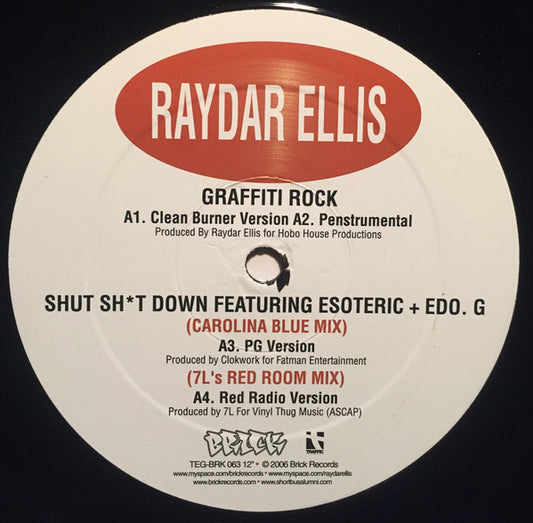 RAYDAR ELLIS
GRAFFITI ROCK
A1. Clean Burner Version A2. Penstrumental
Produced By Raydar Ellis for Hobo House Productions
SHUT SH*T DOWN FEATURING ESOTERIC + EDO. G
(CAROLINA BLUE MIX)
A3. PG Version
Produced by Clokwork for Fatman Entertainment
(7L's RED ROOM MIX)
A4. Red Radio Version
Produced by 7L For Vinyl Thug Music (ASCAP)
BRICK TRAFFIC
TEG-BRK 063 12" • © 2006 Brick Records
www.myspace.com/brickrecords • www.myspace.com/raydarellis
www.brickrecords.com • www.shortbusalumni.com